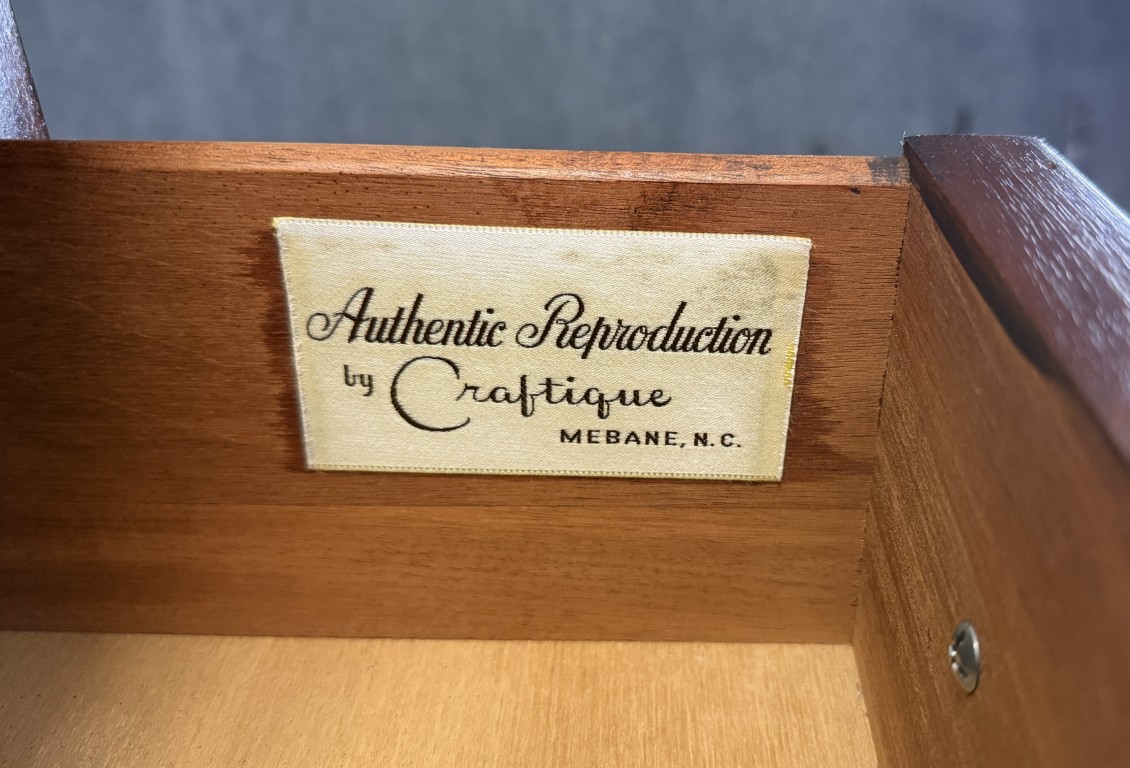 Authentic Reproduction
by Craftique
MEBANE, N.C.